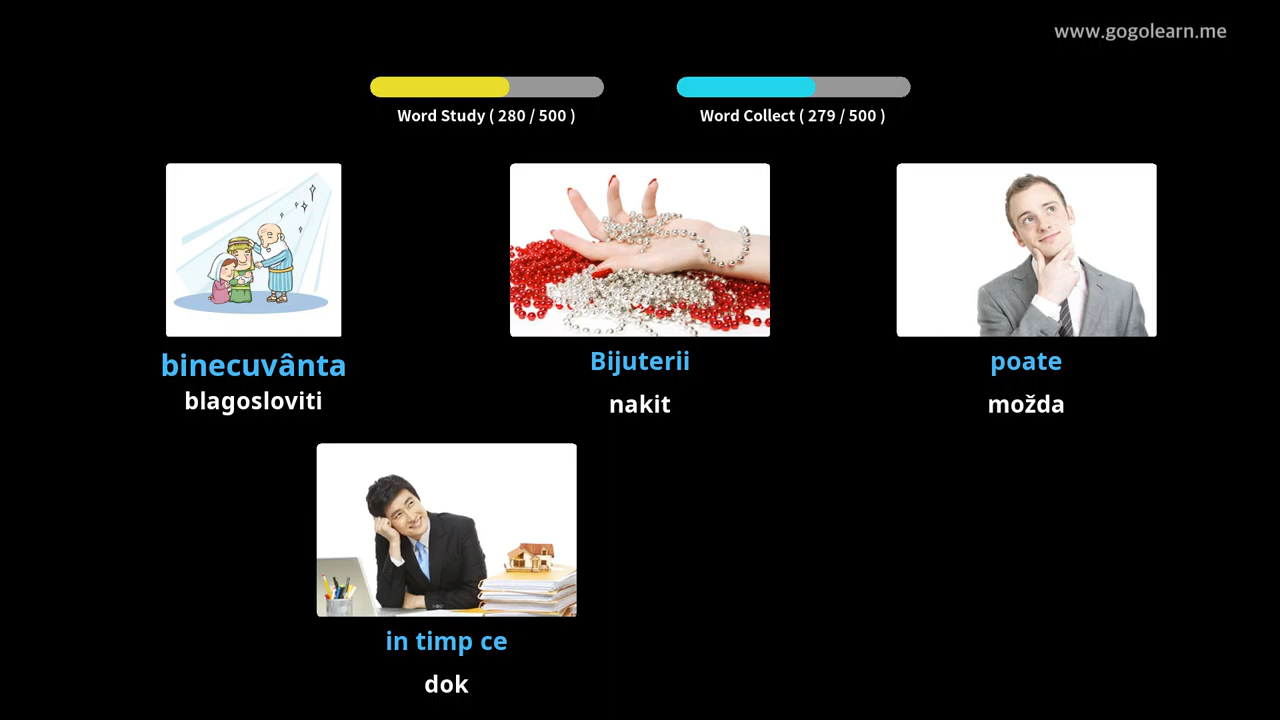 www.gogolearn.me
Word Study ( 280 / 500 )
Word Collect ( 279 / 500 )
binecuvânta
blagosloviti
Bijuterii
nakit
poate
možda
in timp ce
dok